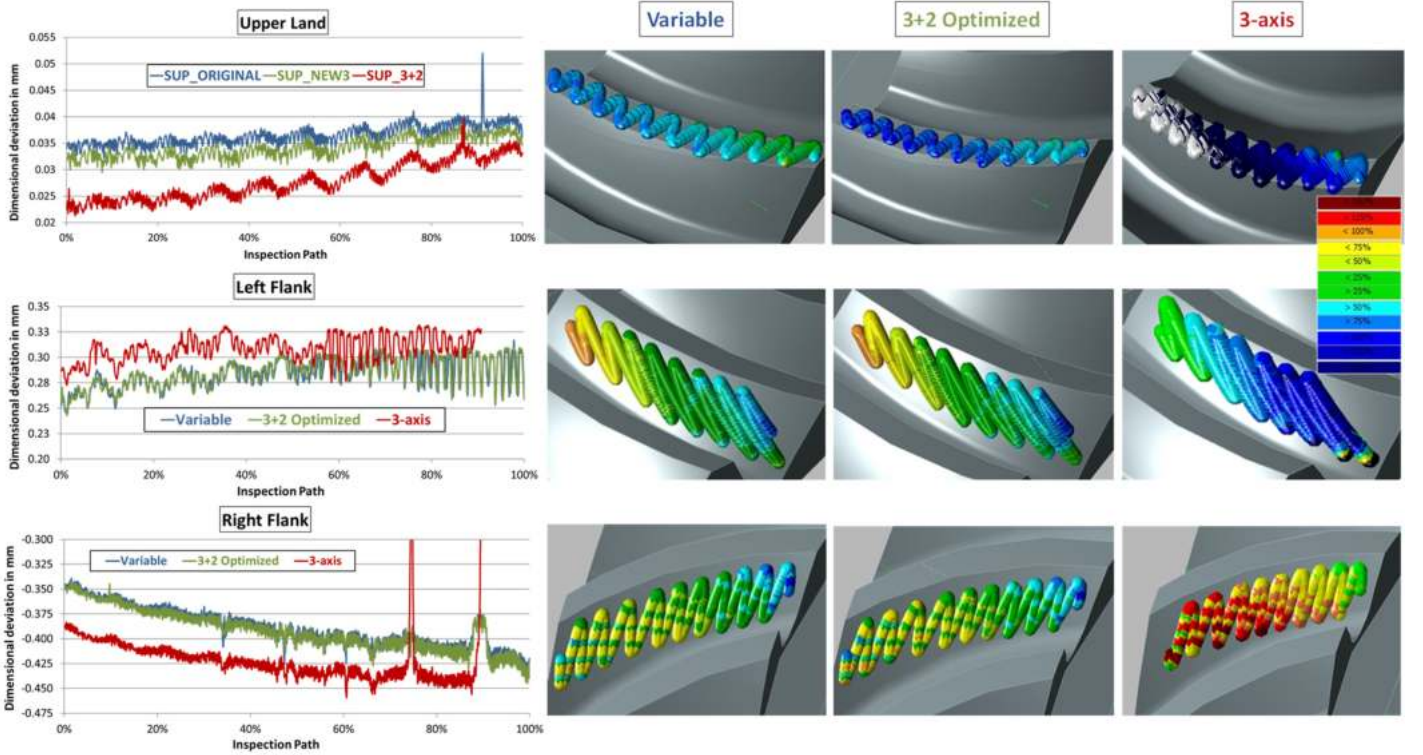 Upper Land
Variable
3+2 Optimized
3-axis
Dimensional deviation in mm
0.055
0.05
0.045
0.04
0.035
0.03
0.025
0.02
SUP_ORIGINAL SUP_NEW3 SUP_3+2
0% 20% 40% 60% 80% 100%
Inspection Path
< 100%
< 75%
< 50%
< 25%
> 25%
> 50%
> 75%
Left Flank
Dimensional deviation in mm
0.35
0.33
0.30
0.28
0.25
0.23
0.20
Variable 3+2 Optimized 3-axis
0% 20% 40% 60% 80% 100%
Inspection Path
Right Flank
Dimensional deviation in mm
-0.300
-0.325
-0.350
-0.375
-0.400
-0.425
-0.450
-0.475
Variable 3+2 Optimized 3-axis
0% 20% 40% 60% 80% 100%
Inspection Path